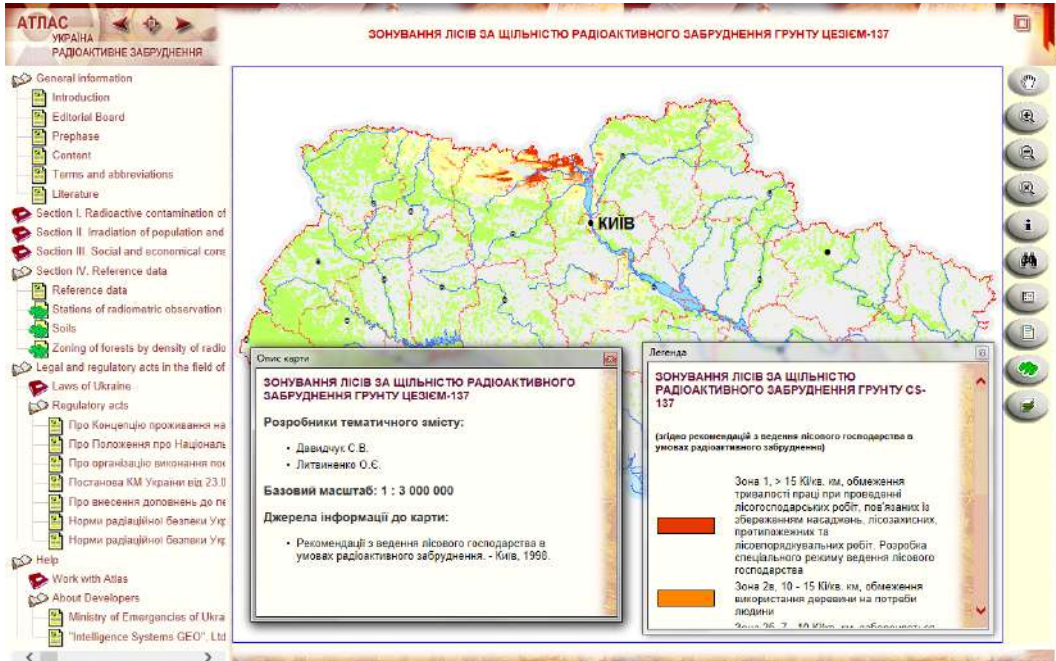 АТЛАС
УКРАЇНА
РАДІОАКТИВНЕ ЗАБРУДНЕННЯ
ЗОНУВАННЯ ЛІСІВ ЗА ЩІЛЬНІСТЮ РАДІОАКТИВНОГО ЗАБРУДНЕННЯ ГРУНТУ ЦЕЗІЄМ-137
General information
Introduction
Editorial Board
Prephase
Content
Terms and abbreviations
Literature
Section I. Radioactive contamination of
Section II. Irradiation of population and
Section III. Social and economical cons
Section IV. Reference data
Reference data
Stations of radiometric observation
Soils
Zoning of forests by density of radio
Legal and regulatory acts in the field of
Laws of Ukraine
Regulatory acts
Про Концепцію проживання на
Про Положення про Національ
Про організацію виконання пос
Постанова КМ України від 23.0
Про внесення доповнень до пе
Норми радіаційної безпеки Укр
Норми радіаційної безпеки Укр
Help
Work with Atlas
About Developers
Ministry of Emergencies of Ukra
"Intelligence Systems GEO", Ltd
КИЇВ
Опис карти
ЗОНУВАННЯ ЛІСІВ ЗА ЩІЛЬНІСТЮ РАДІОАКТИВНОГО
ЗАБРУДНЕННЯ ГРУНТУ ЦЕЗІЄМ-137
Розробники тематичного змісту:
• Давидчук С.В.
• Литвиненко О.Є.
Базовий масштаб: 1 : 3 000 000
Джерела інформації до карти:
• Рекомендації з ведення лісового господарства в
умовах радіоактивного забруднення. - Київ, 1998.
Легенда
ЗОНУВАННЯ ЛІСІВ ЗА ЩІЛЬНІСТЮ
РАДІОАКТИВНОГО ЗАБРУДНЕННЯ ГРУНТУ CS-
137
(згідно рекомендацій з ведення лісового господарства в
умовах радіоактивного забруднення)
Зона 1, > 15 Кі/кв. км, обмеження
тривалості праці при проведенні
лісогосподарських робіт, пов'язаних із
збереженням насаджень, лісозахисних,
протипожежних та
лісовпорядкувальних робіт. Розробка
спеціального режиму ведення лісового
господарства
Зона 2в, 10 - 15 Кі/кв. км, обмеження
використання деревини на потреби
людини
Зона 2б, 7 - 10 Кі/кв. км, забороняється